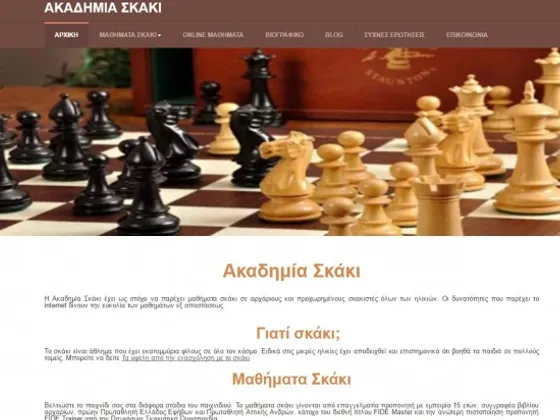 ΑΚΑΔΗΜΙΑ ΣΚΑΚΙ
ΑΡΧΙΚΗ ΜΑΘΗΜΑΤΑ ΣΚΑΚΙ ONLINE ΜΑΘΗΜΑΤΑ ΒΙΟΓΡΑΦΙΚΟ BLOG ΣΥΧΝΕΣ ΕΡΩΤΗΣΕΙΣ ΕΠΙΚΟΙΝΩΝΙΑ
STAUNTON
Ακαδημία Σκάκι
Η Ακαδημία Σκάκι έχει ως στόχο να παρέχει μαθήματα σκάκι σε αρχάριους και προχωρημένους σκακιστές όλων των ηλικιών. Οι δυνατότητες που παρέχει το
internet δίνουν την ευκολία των μαθημάτων εξ αποστάσεως.
Γιατί σκάκι;
Το σκάκι είναι άθλημα που έχει εκατομμύρια φίλους σε όλο τον κόσμο. Ειδικά στις μικρές ηλικίες έχει αποδειχθεί και επιστημονικά ότι βοηθά τα παιδιά σε πολλούς
τομείς. Μπορείτε να δείτε Τα οφέλη από την ενασχόληση με το σκάκι
Μαθήματα Σκάκι
Βελτιώστε το παιχνίδι σας στα διάφορα στάδια του παιχνιδιού. Τα μαθήματα σκάκι γίνονται από επαγγελματία προπονητή με εμπειρία 15 ετών, συγγραφέα βιβλίου
αρχαρίων, πρώην Πρωταθλητή Ελλάδος Εφήβων και Πρωταθλητή Αττικής Ανδρών, κάτοχο του διεθνή τίτλου FIDE Master και την ανώτερη πιστοποίηση προπονητή
FIDE Trainer από την Παγκόσμια Σκακιστική Ομοσπονδία.